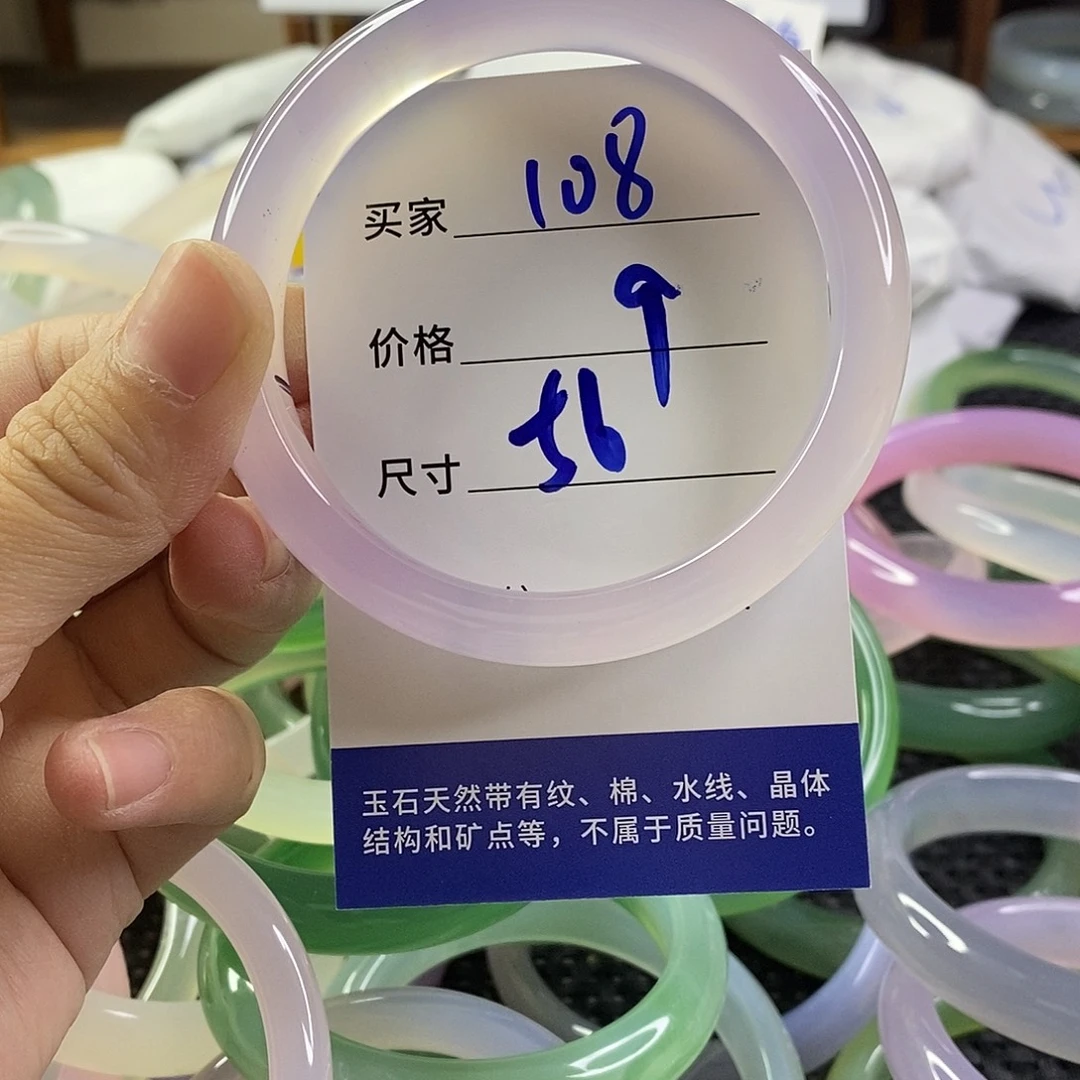 买家 108
价格
尺寸 56
玉石天然带有纹、棉、水线、晶体
结构和矿点等，不属于质量问题。